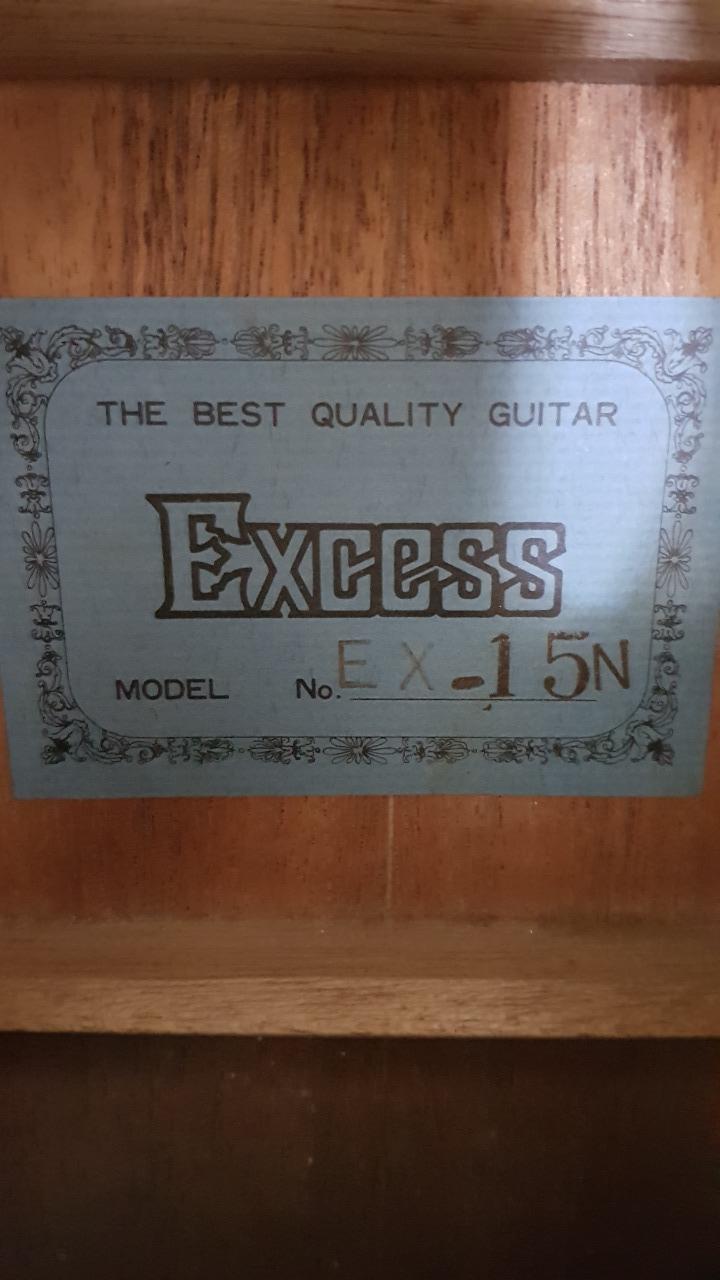 THE BEST QUALITY GUITAR
Excess
MODEL No. EX-15N